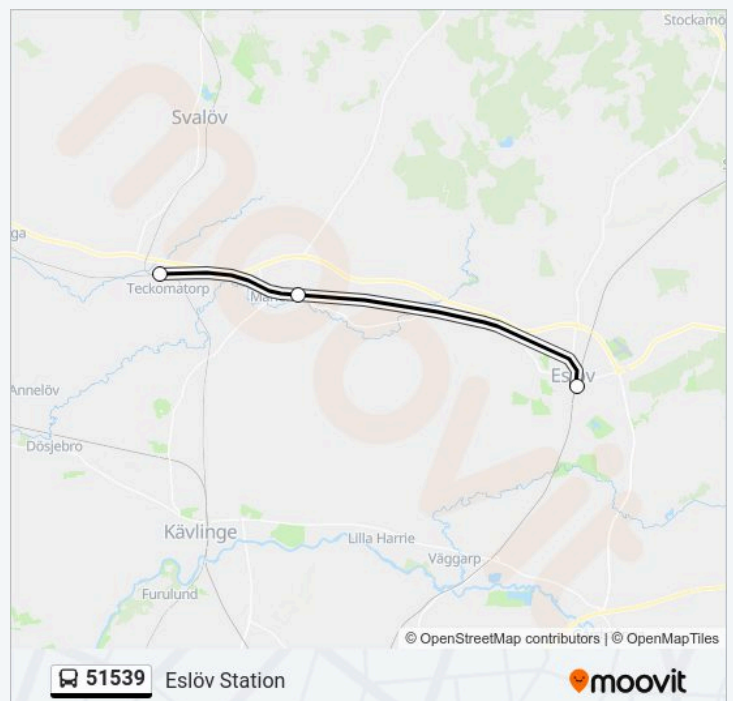 Stockamö
Svalöv
ga
Teckomatorp
Eslöv
Annelöv
Dösjebro
Kävlinge
Lilla Harrie
Väggarp
Furulund
© OpenStreetMap contributors | © OpenMapTiles
51539 Eslöv Station
moovit
moovit